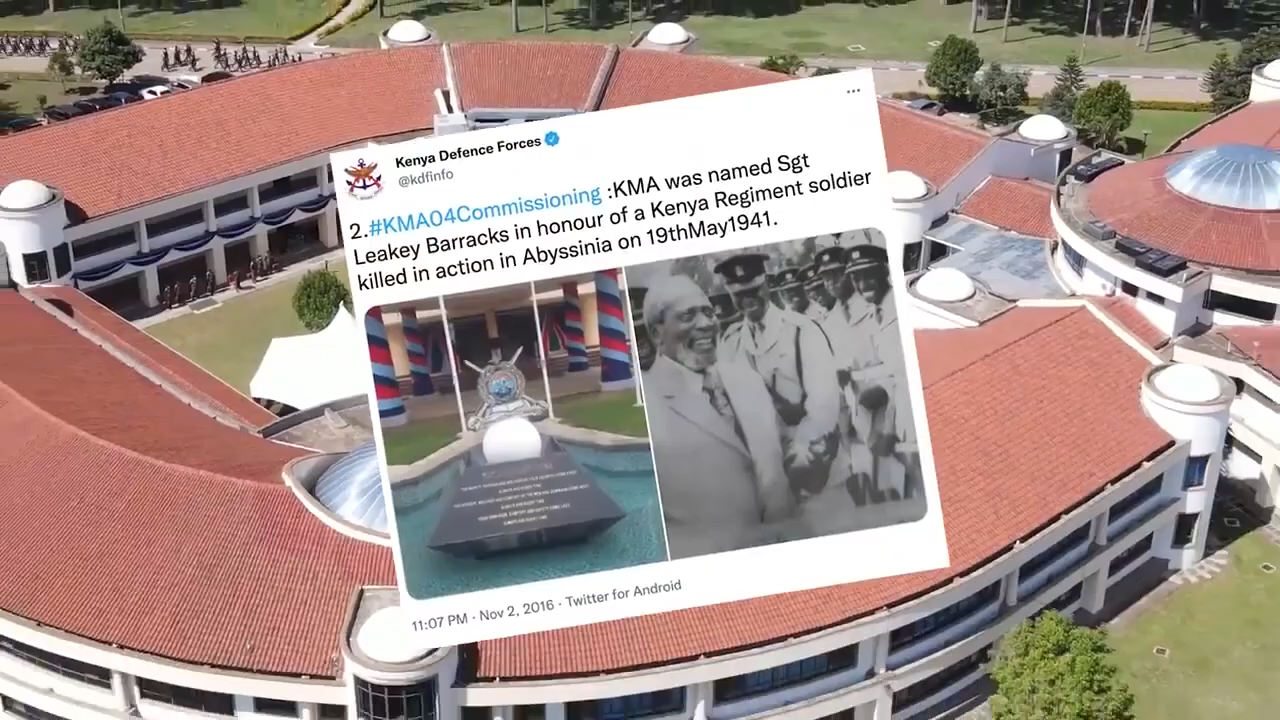 Kenya Defence Forces
@kdfinfo
2.#KMA04Commissioning :KMA was named Sgt
Leakey Barracks in honour of a Kenya Regiment soldier
killed in action in Abyssinia on 19thMay1941.
11:07 PM · Nov 2, 2016 · Twitter for Android